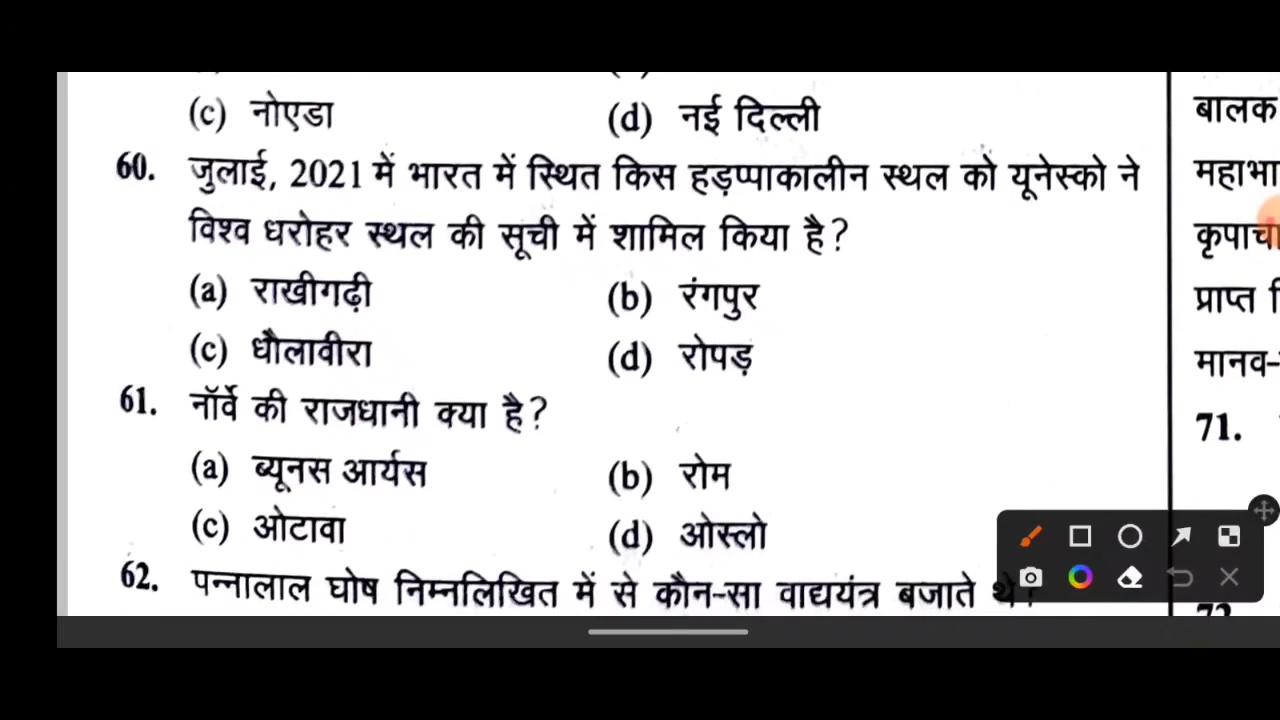 (c) नोएडा (d) नई दिल्ली
60. जुलाई, 2021 में भारत में स्थित किस हड़प्पाकालीन स्थल को यूनेस्को ने
विश्व धरोहर स्थल की सूची में शामिल किया है?
(a) राखीगढ़ी (b) रंगपुर
(c) धौलावीरा (d) रोपड़
61. नॉर्वे की राजधानी क्या है?
(a) ब्यूनस आर्यस (b) रोम
(c) ओटावा (d) ओस्लो
62. पन्नालाल घोष निम्नलिखित में से कौन-सा वाद्ययंत्र बजाते थे?
बालक
महाभा
कृपाचा
प्राप्त
मानव-
71.